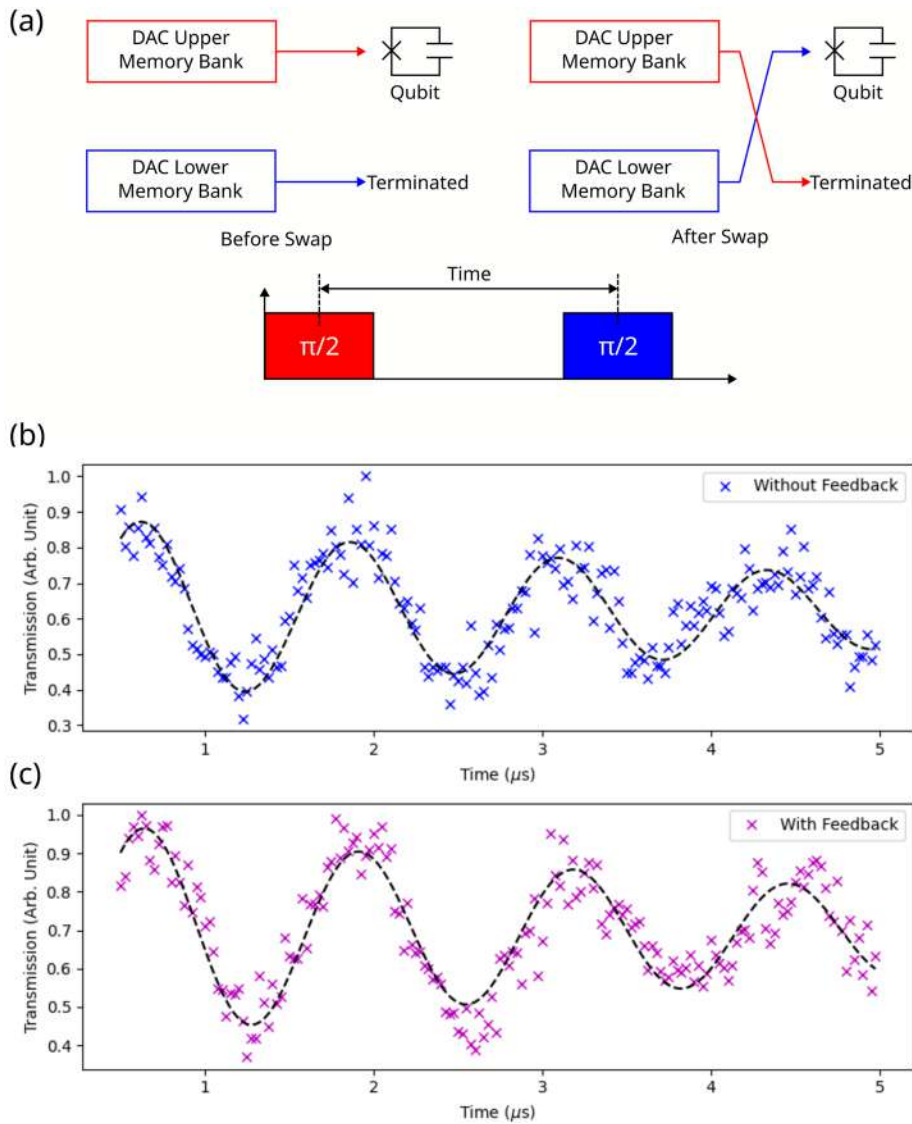 (a)
DAC Upper
Memory Bank
Qubit
DAC Lower
Memory Bank
Terminated
Before Swap
DAC Upper
Memory Bank
Qubit
DAC Lower
Memory Bank
Terminated
After Swap
Time
π/2
π/2
(b)
Without Feedback
Transmission (Arb. Unit)
1.0
0.9
0.8
0.7
0.6
0.5
0.4
0.3
1 2 3 4 5
Time (μs)
(c)
With Feedback
Transmission (Arb. Unit)
1.0
0.9
0.8
0.7
0.6
0.5
0.4
1 2 3 4 5
Time (μs)